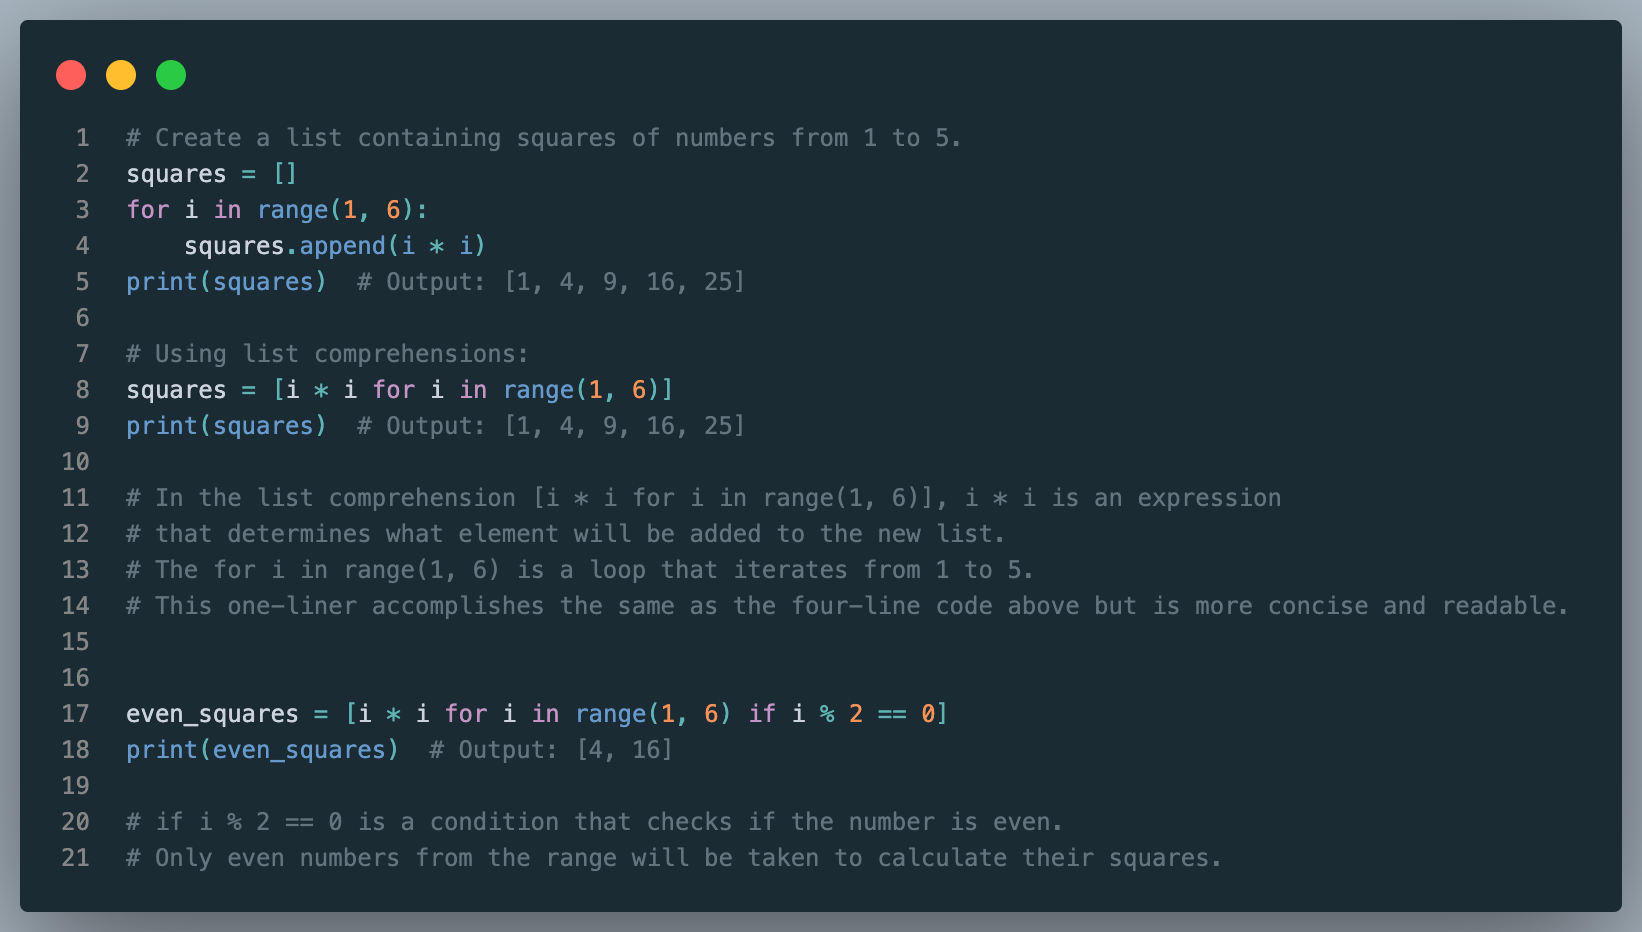 1 # Create a list containing squares of numbers from 1 to 5.
2 squares = []
3 for i in range(1, 6):
4     squares.append(i * i)
5 print(squares)  # Output: [1, 4, 9, 16, 25]
6
7 # Using list comprehensions:
8 squares = [i * i for i in range(1, 6)]
9 print(squares)  # Output: [1, 4, 9, 16, 25]
10
11 # In the list comprehension [i * i for i in range(1, 6)], i * i is an expression
12 # that determines what element will be added to the new list.
13 # The for i in range(1, 6) is a loop that iterates from 1 to 5.
14 # This one-liner accomplishes the same as the four-line code above but is more concise and readable.
15
16
17 even_squares = [i * i for i in range(1, 6) if i % 2 == 0]
18 print(even_squares)  # Output: [4, 16]
19
20 # if i % 2 == 0 is a condition that checks if the number is even.
21 # Only even numbers from the range will be taken to calculate their squares.